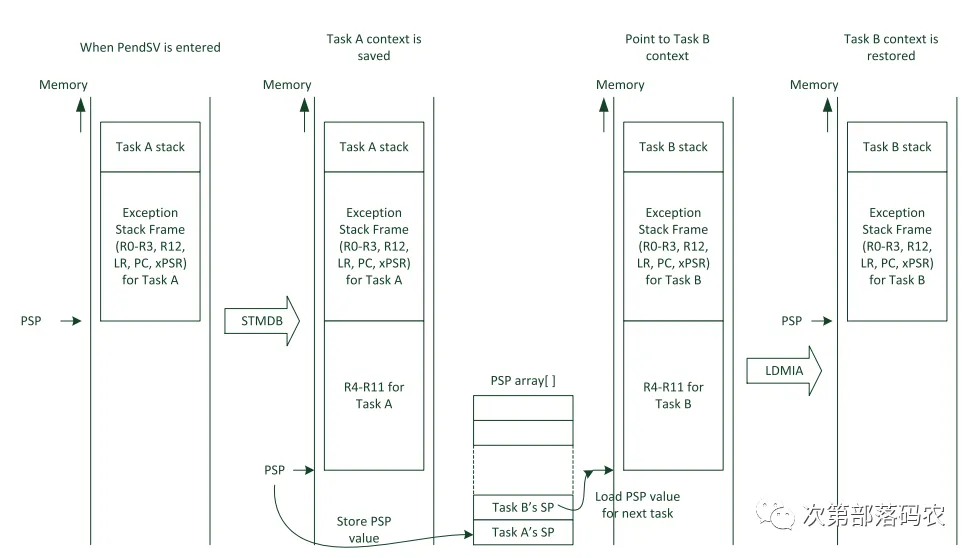 When PendSV is entered
Memory
Task A stack
Exception
Stack Frame
(R0-R3, R12,
LR, PC, xPSR)
for Task A
PSP
STMDB
Task A context is
saved
Memory
Task A stack
Exception
Stack Frame
(R0-R3, R12,
LR, PC, xPSR)
for Task A
R4-R11 for
Task A
PSP
Store PSP
value
PSP array[ ]
Task B's SP
Task A's SP
Point to Task B
context
Memory
Task B stack
Exception
Stack Frame
(R0-R3, R12,
LR, PC, xPSR)
for Task B
R4-R11 for
Task B
Load PSP value
for next task
LDMIA
Task B context is
restored
Memory
Task B stack
Exception
Stack Frame
(R0-R3, R12,
LR, PC, xPSR)
for Task B
PSP
次第部落码农